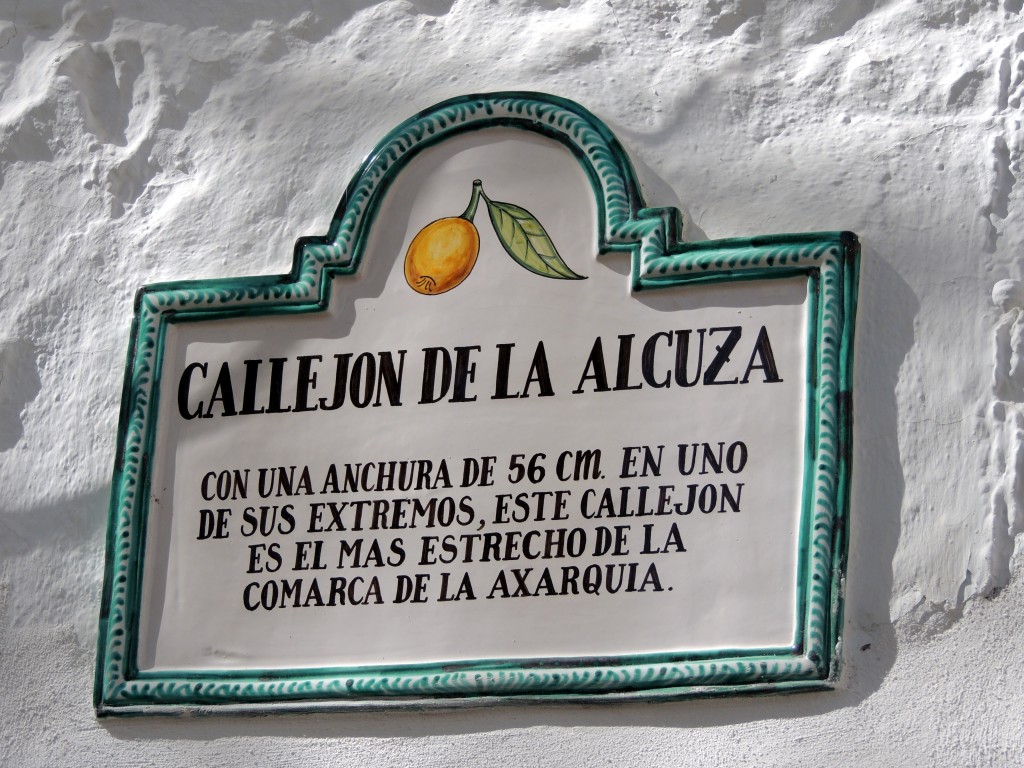 CALLEJON DE LA ALCUZA
CON UNA ANCHURA DE 56 Cm. EN UNO
DE SUS EXTREMOS, ESTE CALLEJON
ES EL MAS ESTRECHO DE LA
COMARCA DE LA AXARQUIA.